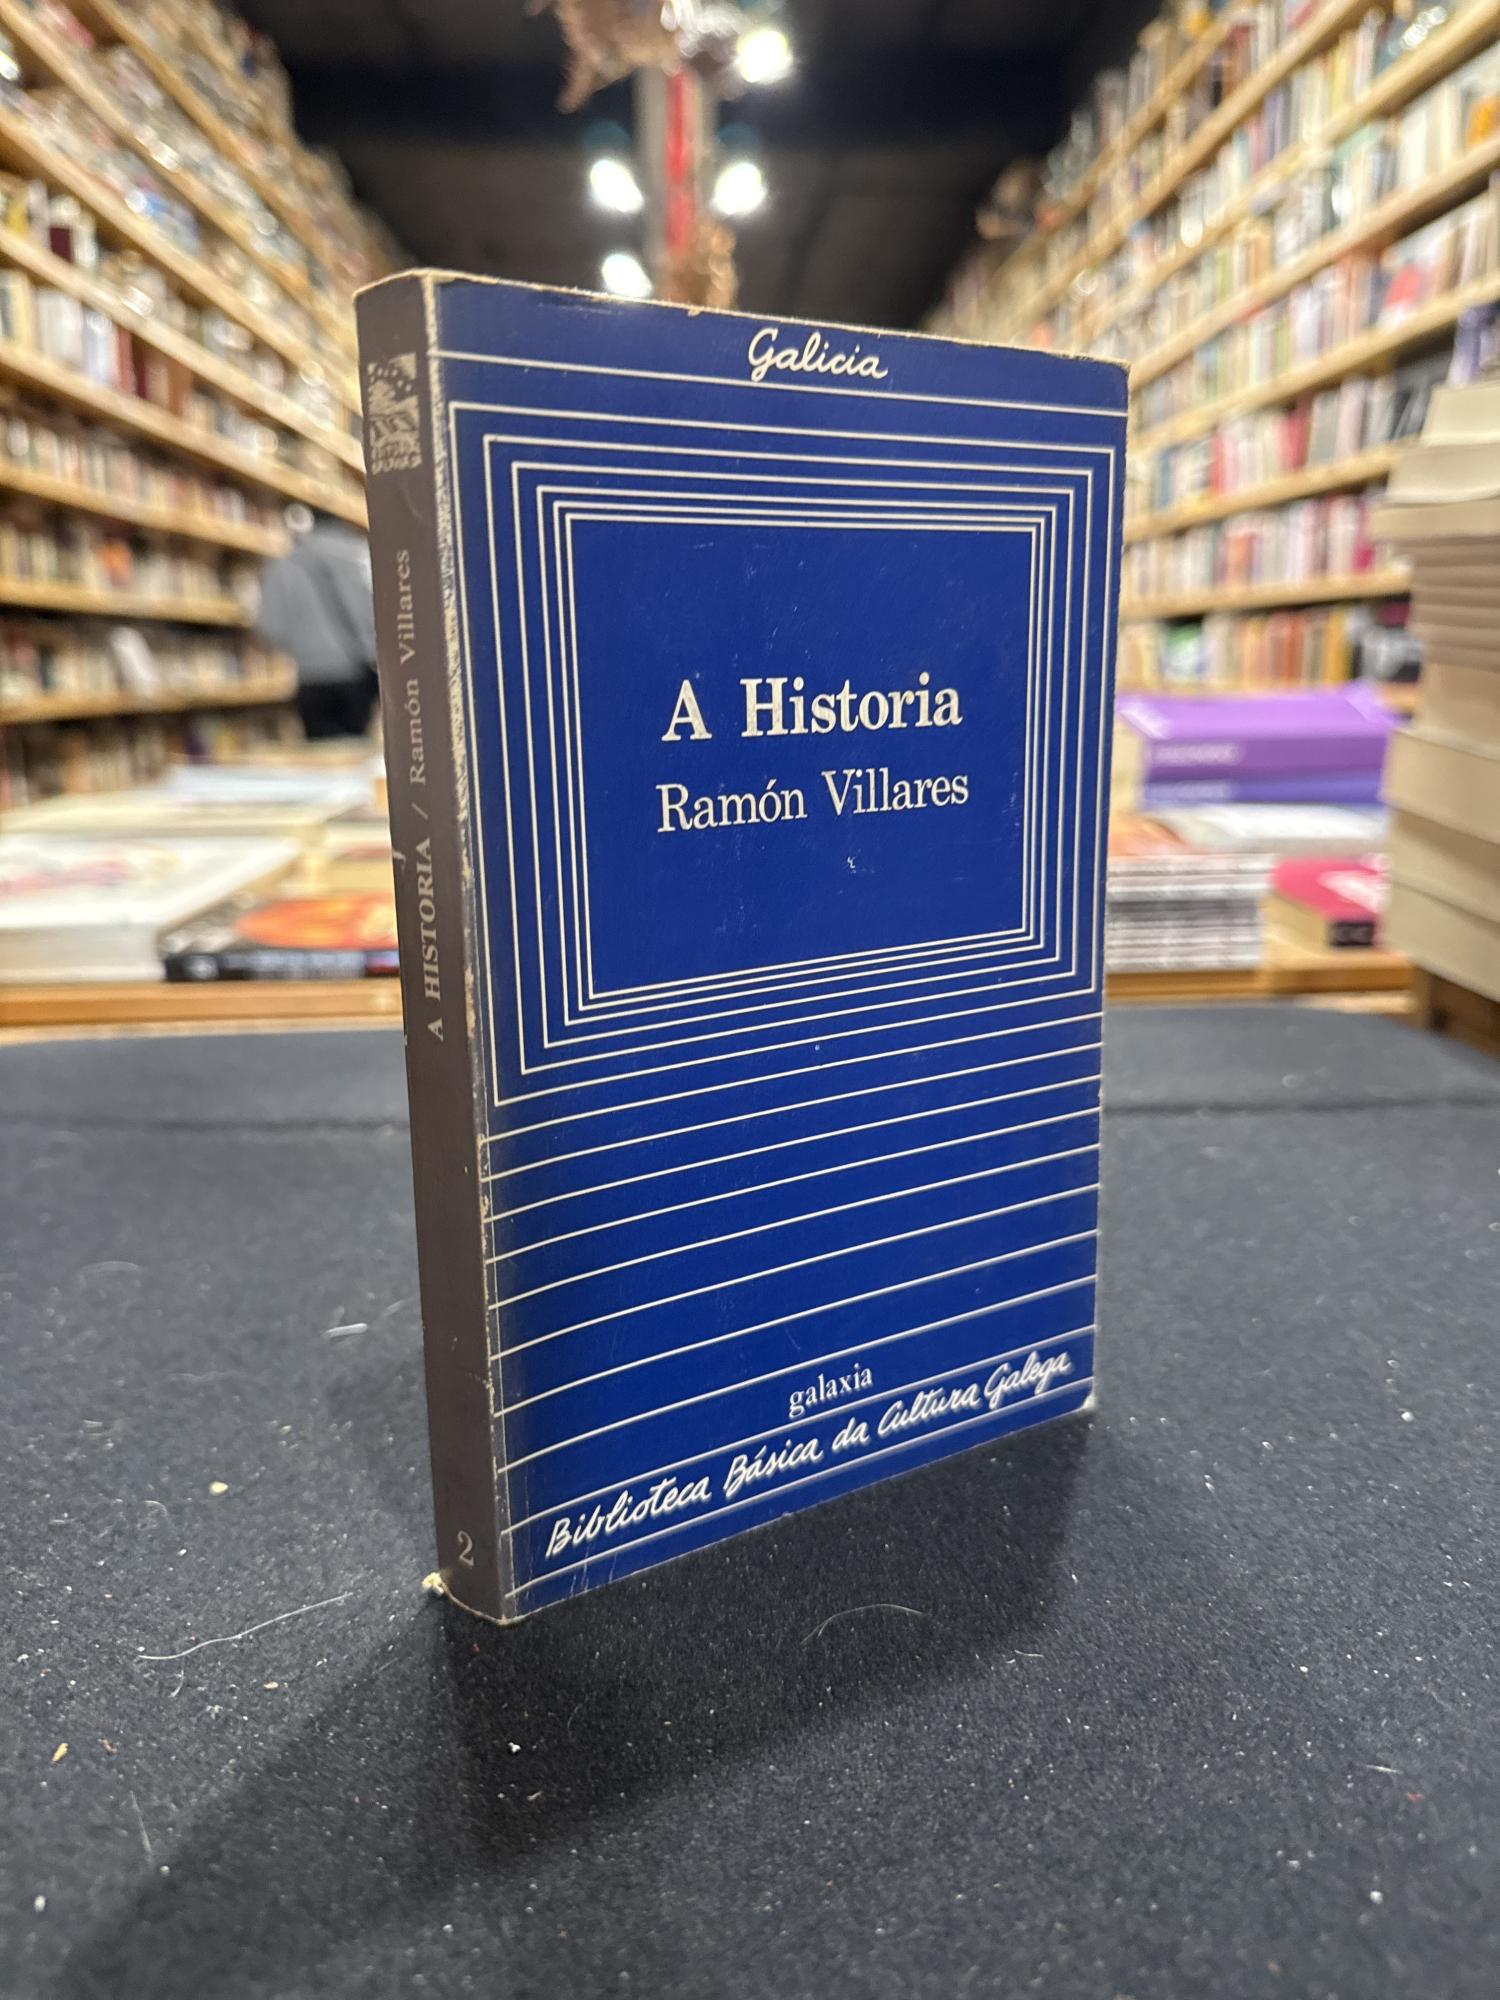 Galicia
A Historia
Ramón Villares
galaxia
Biblioteca Básica da Cultura Galega
A HISTORIA / Ramón Villares
2